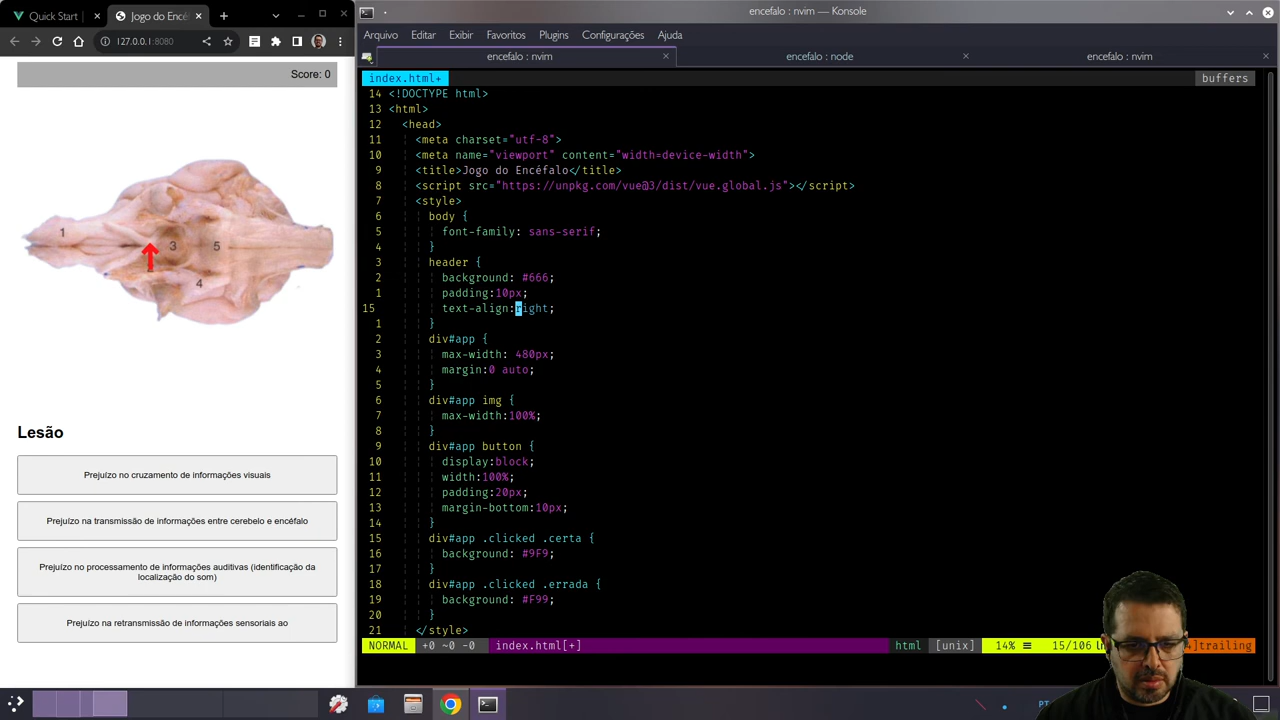 Quick Start
Jogo do Encéf
127.0.0.1:8080
Score: 0
1
3
5
4
Lesão
Prejuízo no cruzamento de informações visuais
Prejuízo na transmissão de informações entre cerebelo e encéfalo
Prejuízo no processamento de informações auditivas (identificação da
localização do som)
Prejuízo na retransmissão de informações sensoriais ao
encefalo : nvim — Konsole
Arquivo Editar Exibir Favoritos Plugins Configurações Ajuda
encefalo : nvim
encefalo : node
encefalo : nvim
index.html+ buffers
14 <!DOCTYPE html>
13 <html>
12 <head>
11 <meta charset="utf-8">
10 <meta name="viewport" content="width=device-width">
9 <title>Jogo do Encéfalo</title>
8 <script src="https://unpkg.com/vue@3/dist/vue.global.js"></script>
7 <style>
6 body {
5 font-family: sans-serif;
4 }
3 header {
2 background: #666;
1 padding:10px;
15 text-align:right;
1 }
2 div#app {
3 max-width: 480px;
4 margin:0 auto;
5 }
6 div#app img {
7 max-width:100%;
8 }
9 div#app button {
10 display:block;
11 width:100%;
12 padding:20px;
13 margin-bottom:10px;
14 }
15 div#app .clicked .certa {
16 background: #9F9;
17 }
18 div#app .clicked .errada {
19 background: #F99;
20 }
21 </style>
NORMAL +0 ~0 -0 index.html[+] html [unix] 14% 15/106 ]trailing